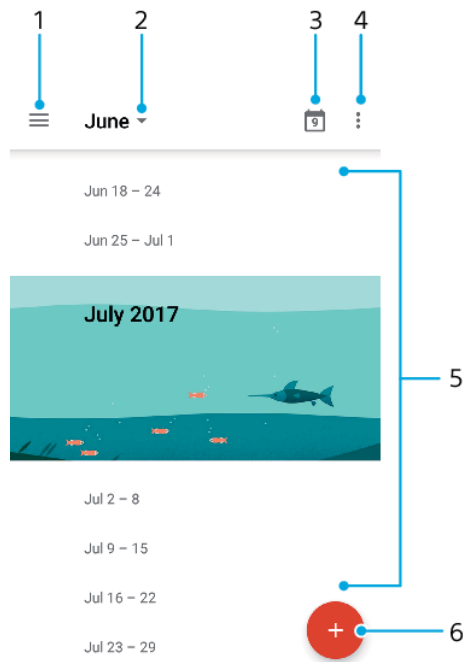 1 2 3 4
June 9
Jun 18 – 24
Jun 25 – Jul 1
July 2017
5
Jul 2 – 8
Jul 9 – 15
Jul 16 – 22
+ 6
Jul 23 – 29